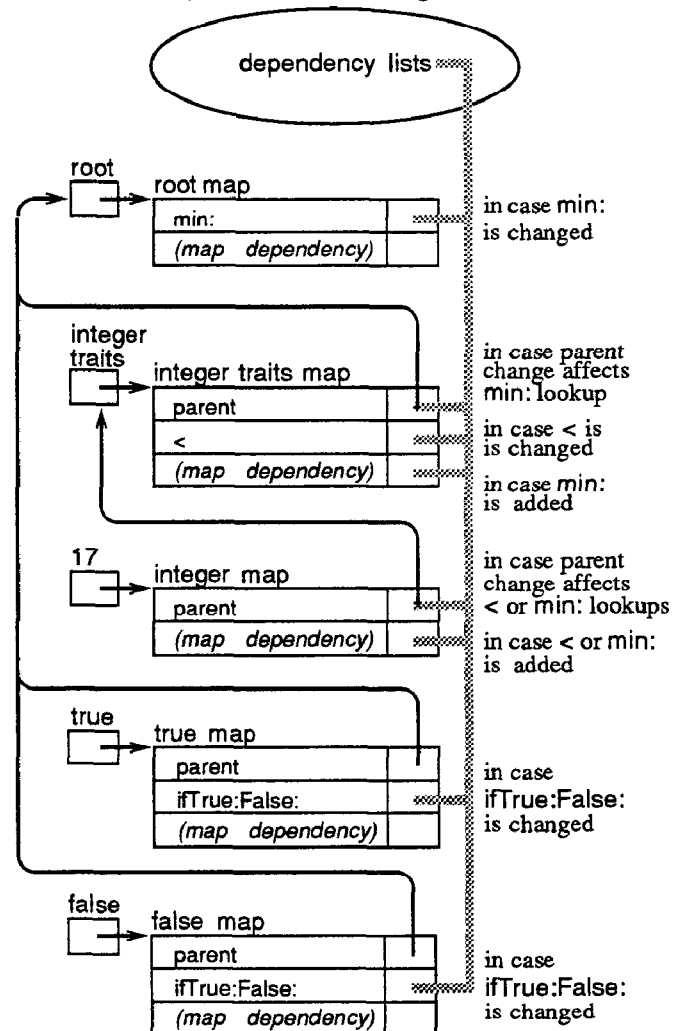 dependency lists
root
root map
min:
(map dependency)
in case min:
is changed
integer
traits
integer traits map
parent
<
(map dependency)
in case parent
change affects
min: lookup
in case < is
is changed
in case min:
is added
17
integer map
parent
(map dependency)
in case parent
change affects
< or min: lookups
in case < or min:
is added
true
true map
parent
ifTrue:False:
(map dependency)
in case
ifTrue:False:
is changed
false
false map
parent
ifTrue:False:
(map dependency)
in case
ifTrue:False:
is changed